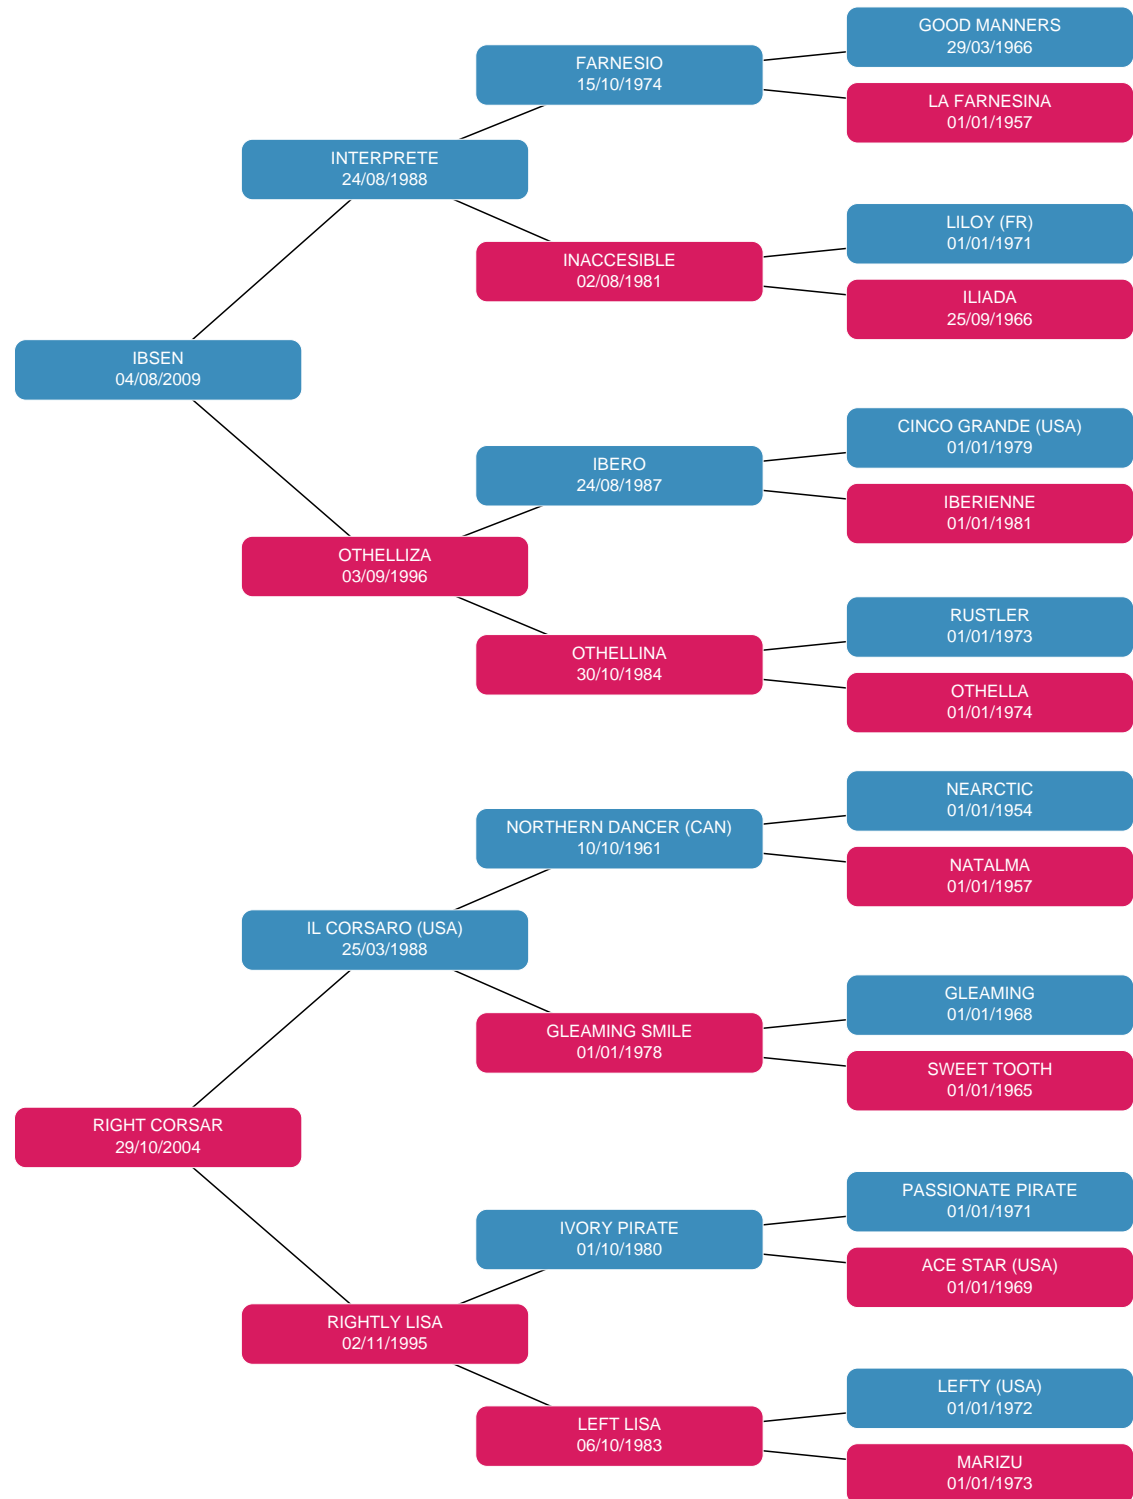 GOOD MANNERS
29/03/1966
FARNESIO
15/10/1974
LA FARNESINA
01/01/1957
INTERPRETE
24/08/1988
LILOY (FR)
01/01/1971
INACCESIBLE
02/08/1981
ILIADA
25/09/1966
IBSEN
04/08/2009
CINCO GRANDE (USA)
01/01/1979
IBERO
24/08/1987
IBERIENNE
01/01/1981
OTHELLIZA
03/09/1996
RUSTLER
01/01/1973
OTHELLINA
30/10/1984
OTHELLA
01/01/1974
NEARCTIC
01/01/1954
NORTHERN DANCER (CAN)
10/10/1961
NATALMA
01/01/1957
IL CORSARO (USA)
25/03/1988
GLEAMING
01/01/1968
GLEAMING SMILE
01/01/1978
SWEET TOOTH
01/01/1965
RIGHT CORSAR
29/10/2004
PASSIONATE PIRATE
01/01/1971
IVORY PIRATE
01/10/1980
ACE STAR (USA)
01/01/1969
RIGHTLY LISA
02/11/1995
LEFTY (USA)
01/01/1972
LEFT LISA
06/10/1983
MARIZU
01/01/1973